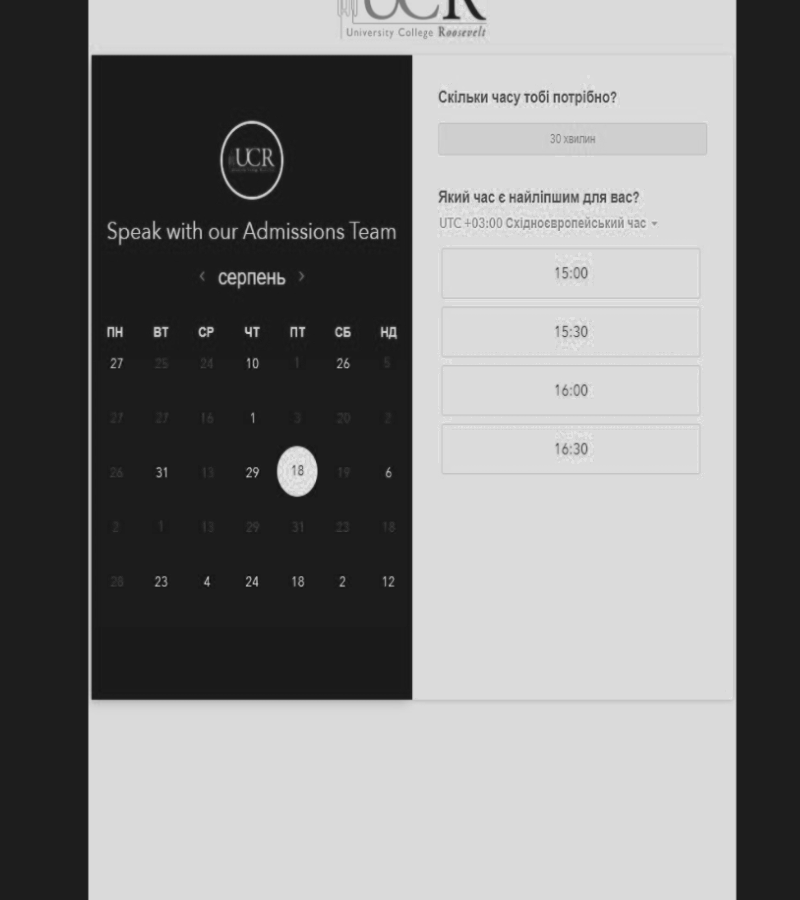 UCR
University College Roosevelt
UCR
Speak with our Admissions Team
‹ серпень ›
ПН ВТ СР ЧТ ПТ СБ НД
27 25 24 10 1 26 5
27 27 16 1 3 20 2
26 31 13 29 18 19 6
2 1 13 29 31 23 18
28 23 4 24 18 2 12
Скільки часу тобі потрібно?
30 хвилин
Який час є найліпшим для вас?
UTC +03:00 Східноєвропейський час
15:00
15:30
16:00
16:30